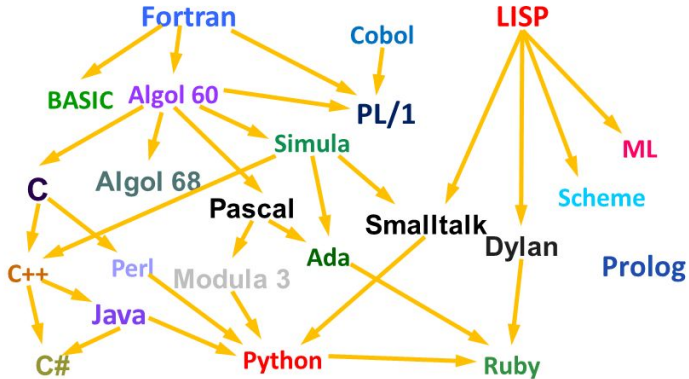 Fortran
LISP
Cobol
BASIC
Algol 60
PL/1
Simula
ML
Algol 68
C
Scheme
Pascal
Smalltalk
Dylan
Ada
Prolog
C++
Perl
Modula 3
Java
C#
Python
Ruby